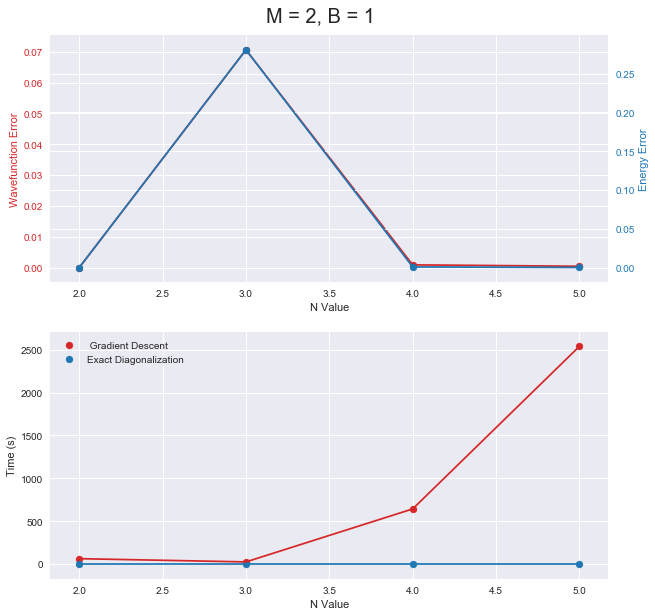 M = 2, B = 1
0.07
0.06
0.05
0.04
0.03
0.02
0.01
0.00
Wavefunction Error
0.25
0.20
0.15
0.10
0.05
0.00
Energy Error
2.0 2.5 3.0 3.5 4.0 4.5 5.0
N Value
Gradient Descent
Exact Diagonalization
2500
2000
1500
1000
500
0
Time (s)
2.0 2.5 3.0 3.5 4.0 4.5 5.0
N Value